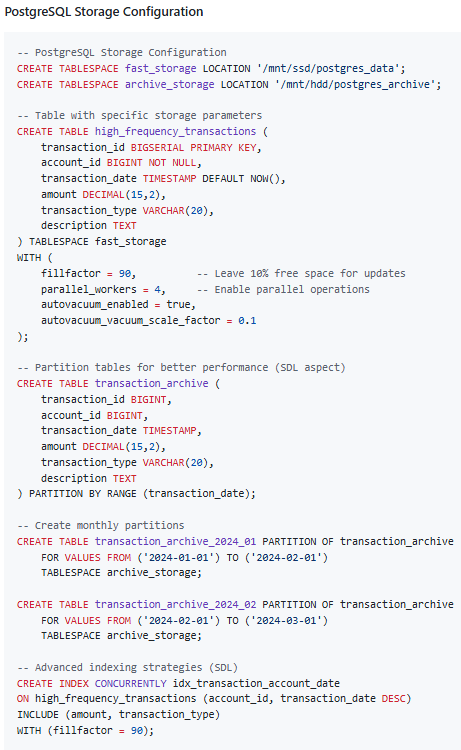 PostgreSQL Storage Configuration
-- PostgreSQL Storage Configuration
CREATE TABLESPACE fast_storage LOCATION '/mnt/ssd/postgres_data';
CREATE TABLESPACE archive_storage LOCATION '/mnt/hdd/postgres_archive';

-- Table with specific storage parameters
CREATE TABLE high_frequency_transactions (
    transaction_id BIGSERIAL PRIMARY KEY,
    account_id BIGINT NOT NULL,
    transaction_date TIMESTAMP DEFAULT NOW(),
    amount DECIMAL(15,2),
    transaction_type VARCHAR(20),
    description TEXT
) TABLESPACE fast_storage
WITH (
    fillfactor = 90,          -- Leave 10% free space for updates
    parallel_workers = 4,     -- Enable parallel operations
    autovacuum_enabled = true,
    autovacuum_vacuum_scale_factor = 0.1
);

-- Partition tables for better performance (SDL aspect)
CREATE TABLE transaction_archive (
    transaction_id BIGINT,
    account_id BIGINT,
    transaction_date TIMESTAMP,
    amount DECIMAL(15,2),
    transaction_type VARCHAR(20),
    description TEXT
) PARTITION BY RANGE (transaction_date);

-- Create monthly partitions
CREATE TABLE transaction_archive_2024_01 PARTITION OF transaction_archive
    FOR VALUES FROM ('2024-01-01') TO ('2024-02-01')
    TABLESPACE archive_storage;

CREATE TABLE transaction_archive_2024_02 PARTITION OF transaction_archive
    FOR VALUES FROM ('2024-02-01') TO ('2024-03-01')
    TABLESPACE archive_storage;

-- Advanced indexing strategies (SDL)
CREATE INDEX CONCURRENTLY idx_transaction_account_date
ON high_frequency_transactions (account_id, transaction_date DESC)
INCLUDE (amount, transaction_type)
WITH (fillfactor = 90);